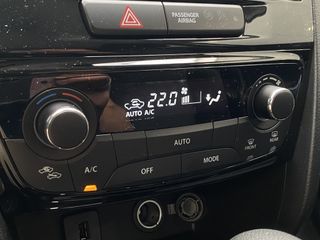 PASSENGER
AIRBAG
22.0
AUTO A/C
AUTO
FRONT
REAR
A/C
OFF
MODE